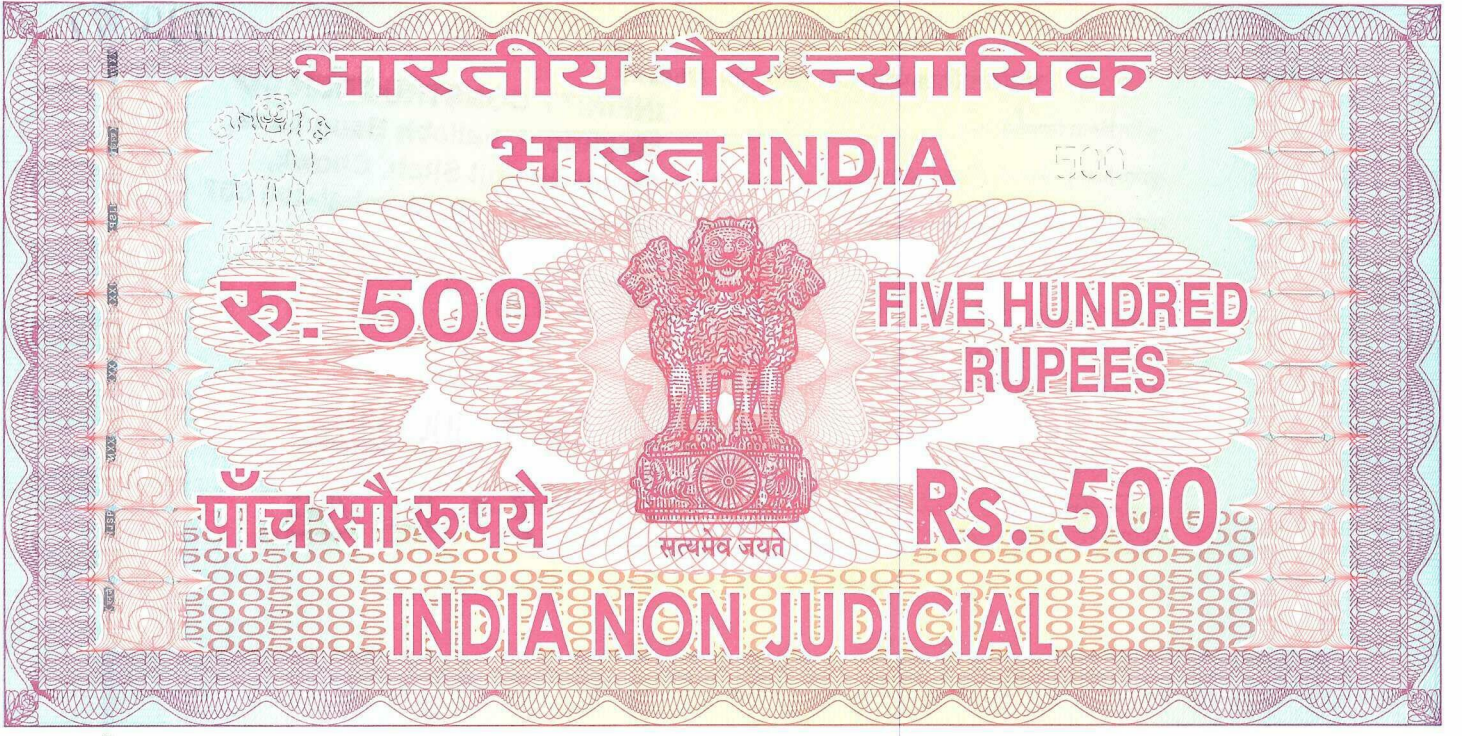 भारतीय गैर न्यायिक
भारत INDIA
500
रु. 500
FIVE HUNDRED
RUPEES
पाँच सौ रुपये
Rs. 500
सत्यमेव जयते
INDIA NON JUDICIAL